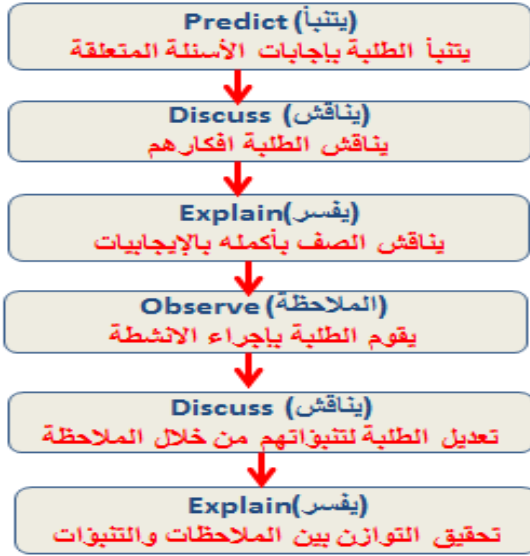 Predict (يتنبأ)
يتنبأ الطلبة بإجابات الأسئلة المتعلقة
Discuss (يناقش)
يناقش الطلبة افكارهم
Explain(يفسر)
يناقش الصف بأكمله بالإيجابيات
Observe (الملاحظة)
يقوم الطلبة بإجراء الانشطة
Discuss (يناقش)
تعديل الطلبة لتنبؤاتهم من خلال الملاحظة
Explain(يفسر)
تحقيق التوازن بين الملاحظات والتنبؤات